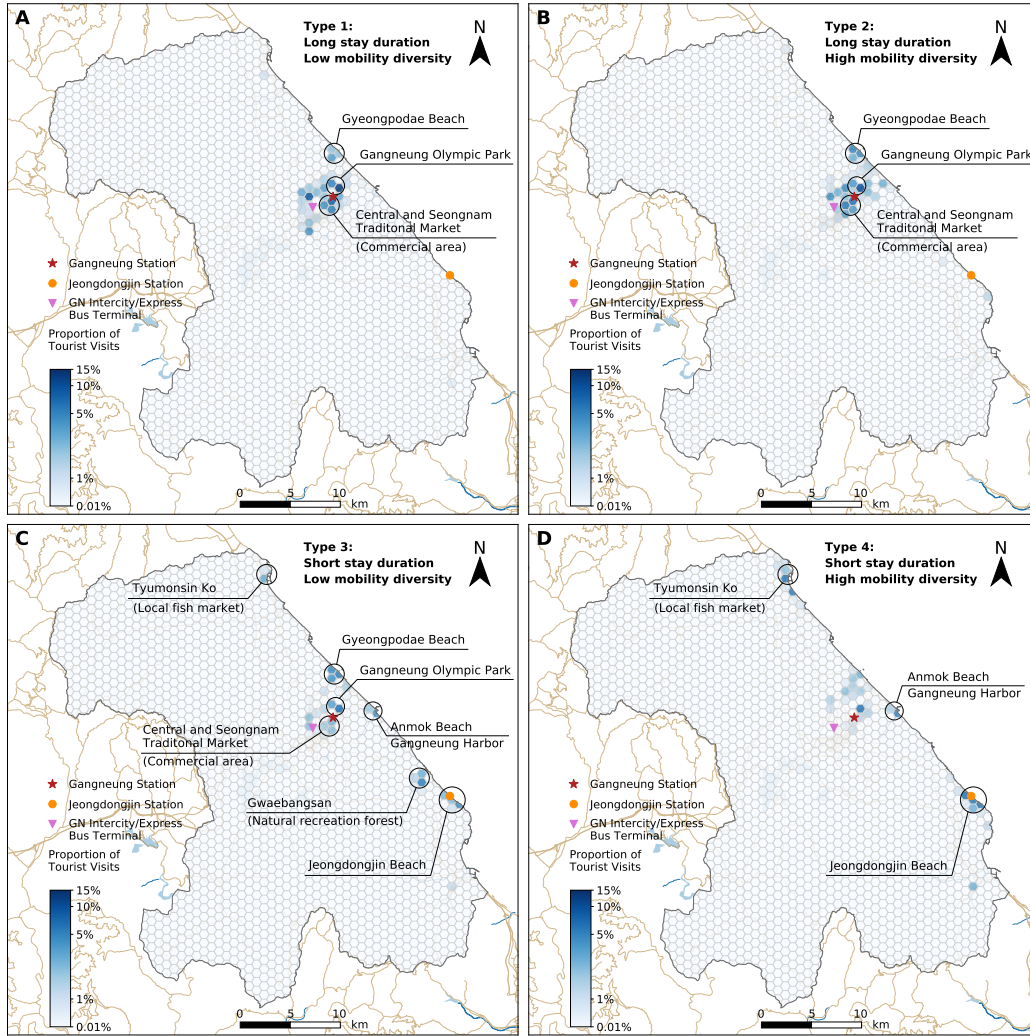 A
Type 1:
Long stay duration
Low mobility diversity
N
Gyeongpodae Beach
Gangneung Olympic Park
Central and Seongnam
Traditonal Market
(Commercial area)
Gangneung Station
Jeongdongjin Station
GN Intercity/Express
Bus Terminal
Proportion of
Tourist Visits
15%
10%
5%
1%
0.01%
0 5 10
km
B
Type 2:
Long stay duration
High mobility diversity
N
Gyeongpodae Beach
Gangneung Olympic Park
Central and Seongnam
Traditonal Market
(Commercial area)
Gangneung Station
Jeongdongjin Station
GN Intercity/Express
Bus Terminal
Proportion of
Tourist Visits
15%
10%
5%
1%
0.01%
0 5 10
km
C
Type 3:
Short stay duration
Low mobility diversity
N
Tyumonsin Ko
(Local fish market)
Gyeongpodae Beach
Gangneung Olympic Park
Central and Seongnam
Traditonal Market
(Commercial area)
Anmok Beach
Gangneung Harbor
Gwaebangsan
(Natural recreation forest)
Jeongdongjin Beach
Gangneung Station
Jeongdongjin Station
GN Intercity/Express
Bus Terminal
Proportion of
Tourist Visits
15%
10%
5%
1%
0.01%
0 5 10
km
D
Type 4:
Short stay duration
High mobility diversity
N
Tyumonsin Ko
(Local fish market)
Anmok Beach
Gangneung Harbor
Jeongdongjin Beach
Gangneung Station
Jeongdongjin Station
GN Intercity/Express
Bus Terminal
Proportion of
Tourist Visits
15%
10%
5%
1%
0.01%
0 5 10
km